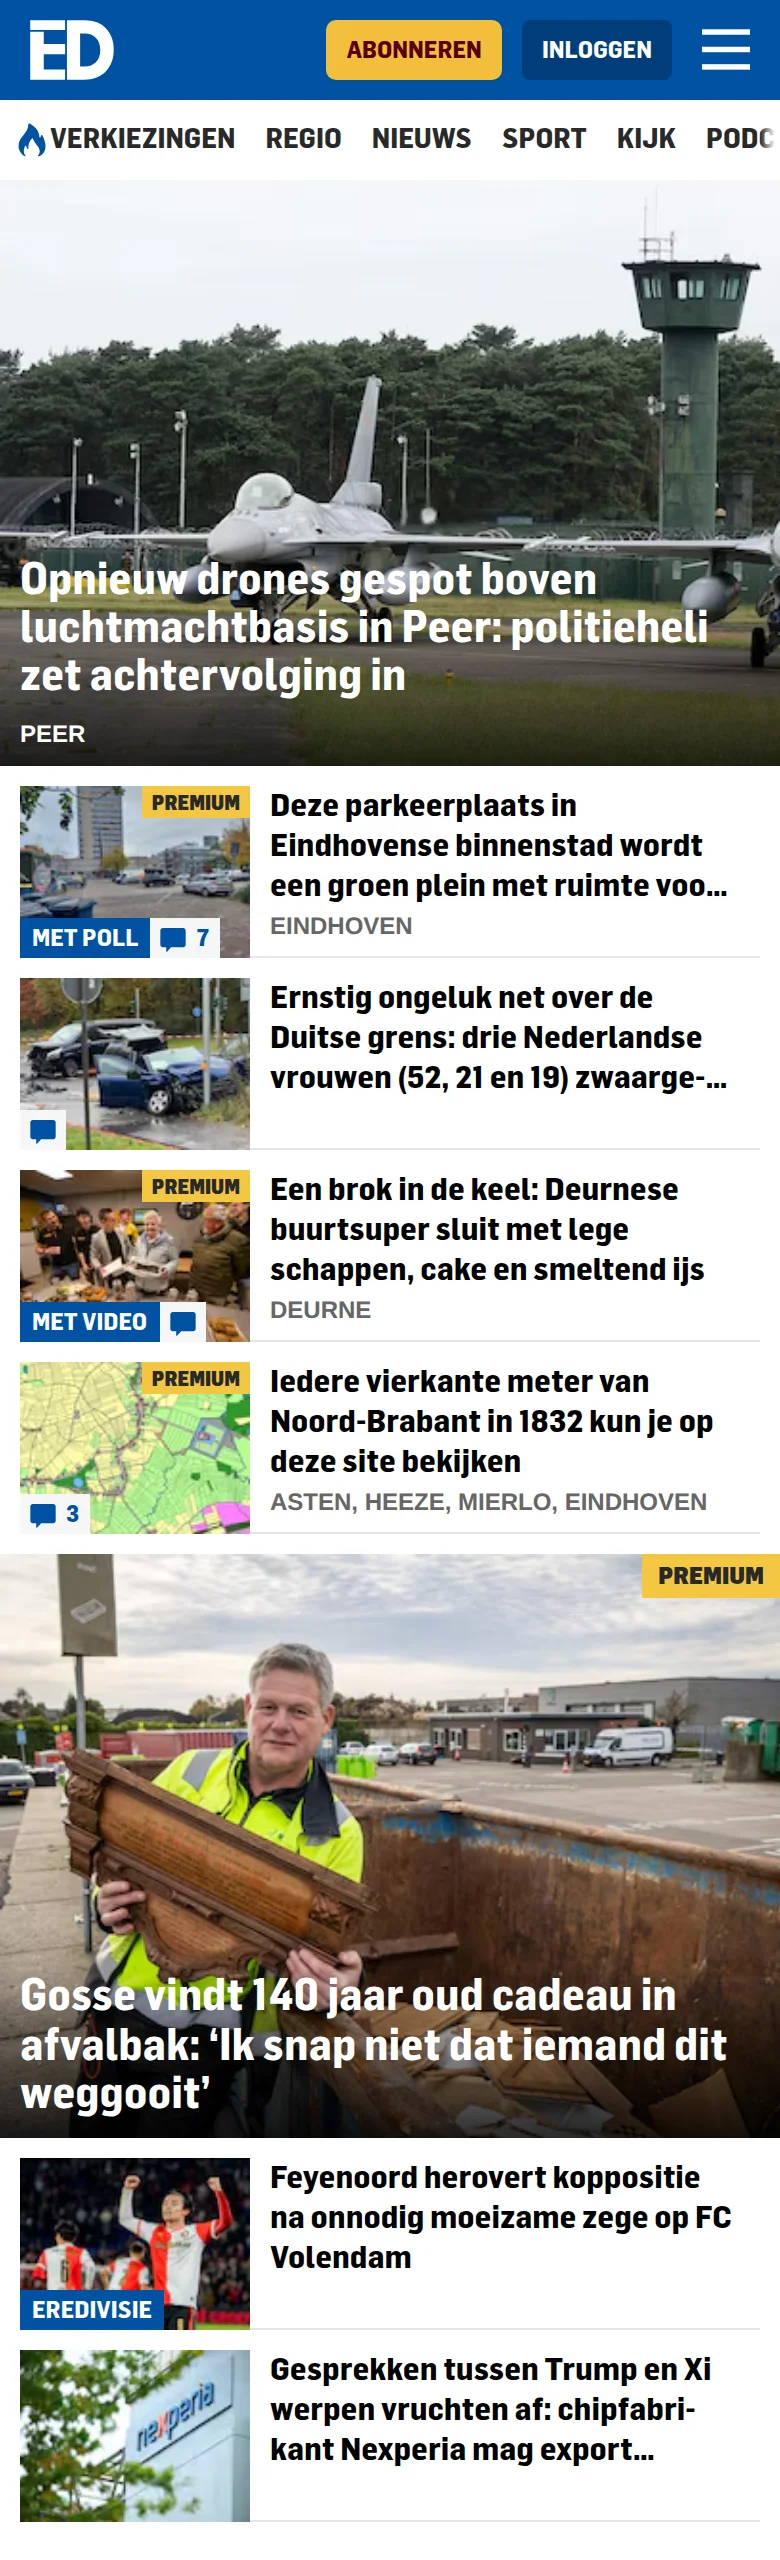 ED
ABONNEREN
INLOGGEN
VERKIEZINGEN REGIO NIEUWS SPORT KIJK PODC
Opnieuw drones gespot boven
luchtmachtbasis in Peer: politieheli
zet achtervolging in
PEER
PREMIUM
MET POLL
7
Deze parkeerplaats in
Eindhovense binnenstad wordt
een groen plein met ruimte voo...
EINDHOVEN
Ernstig ongeluk net over de
Duitse grens: drie Nederlandse
vrouwen (52, 21 en 19) zwaarge-...
PREMIUM
MET VIDEO
Een brok in de keel: Deurnese
buurtsuper sluit met lege
schappen, cake en smeltend ijs
DEURNE
PREMIUM
3
Iedere vierkante meter van
Noord-Brabant in 1832 kun je op
deze site bekijken
ASTEN, HEEZE, MIERLO, EINDHOVEN
PREMIUM
Gosse vindt 140 jaar oud cadeau in
afvalbak: ‘Ik snap niet dat iemand dit
weggooit’
6
EREDIVISIE
Feyenoord herovert koppositie
na onnodig moeizame zege op FC
Volendam
nexperia
Gesprekken tussen Trump en Xi
werpen vruchten af: chipfabri-
kant Nexperia mag export...